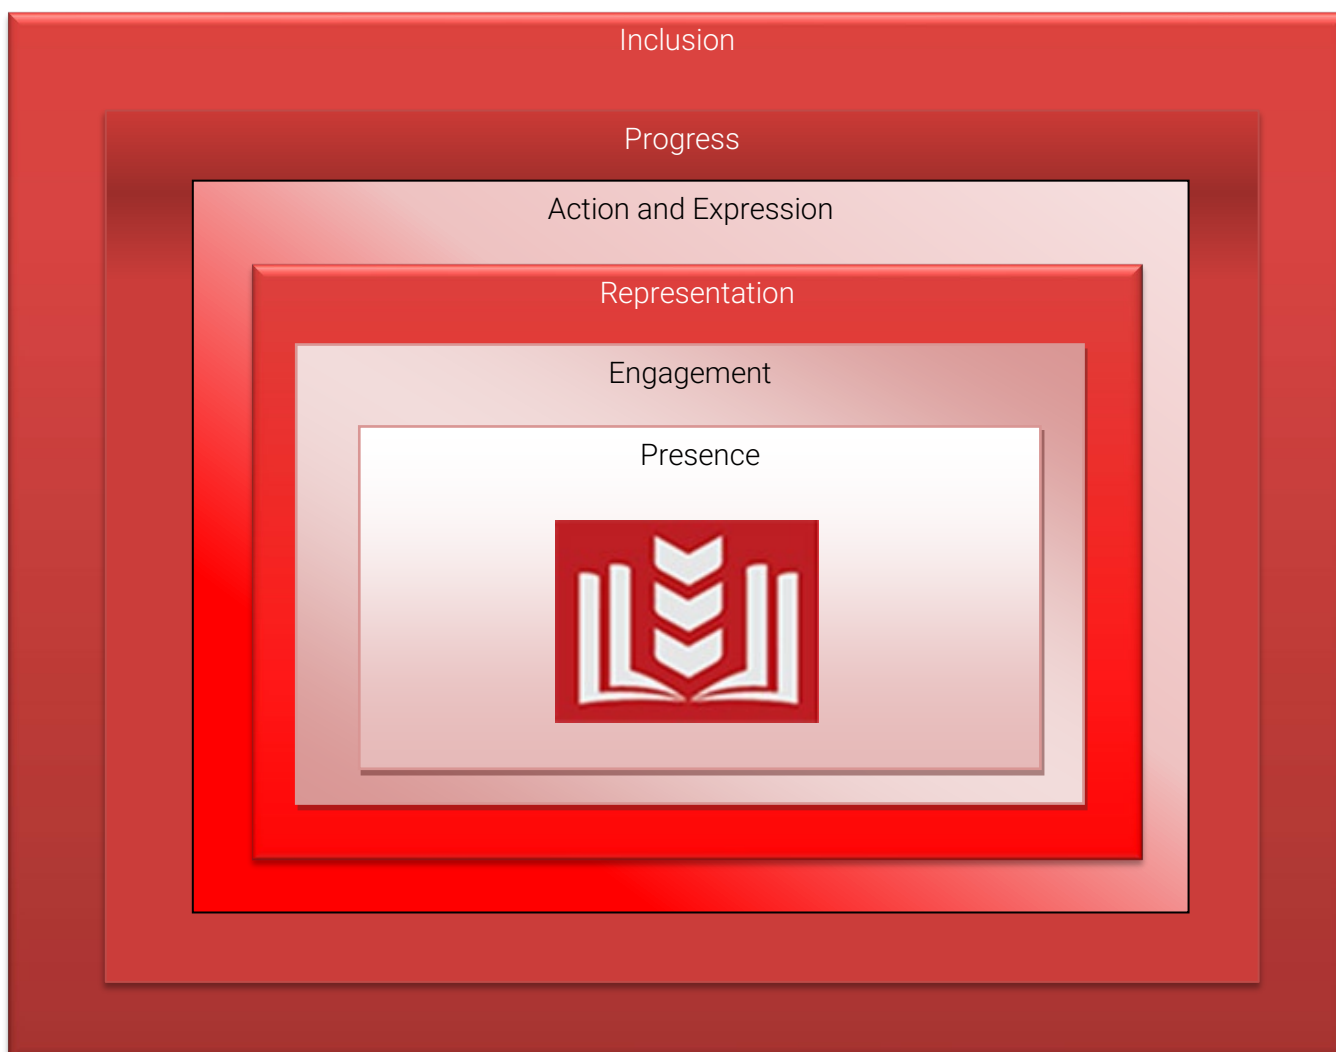 Inclusion
Progress
Action and Expression
Representation
Engagement
Presence